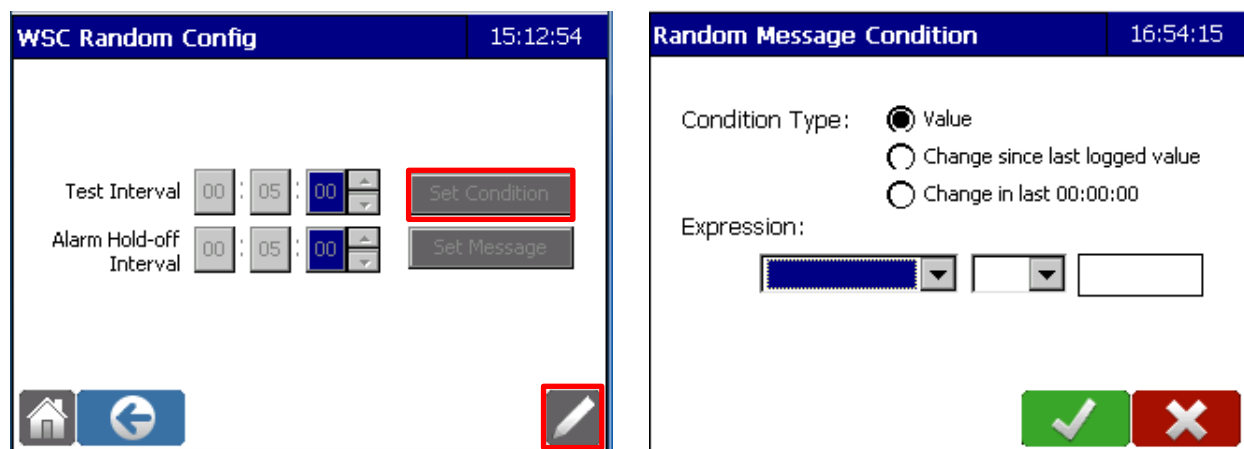 WSC Random Config 15:12:54
Test Interval 00 : 05 : 00 Set Condition
Alarm Hold-off
Interval 00 : 05 : 00 Set Message
Random Message Condition 16:54:15
Condition Type: Value
Change since last logged value
Change in last 00:00:00
Expression: